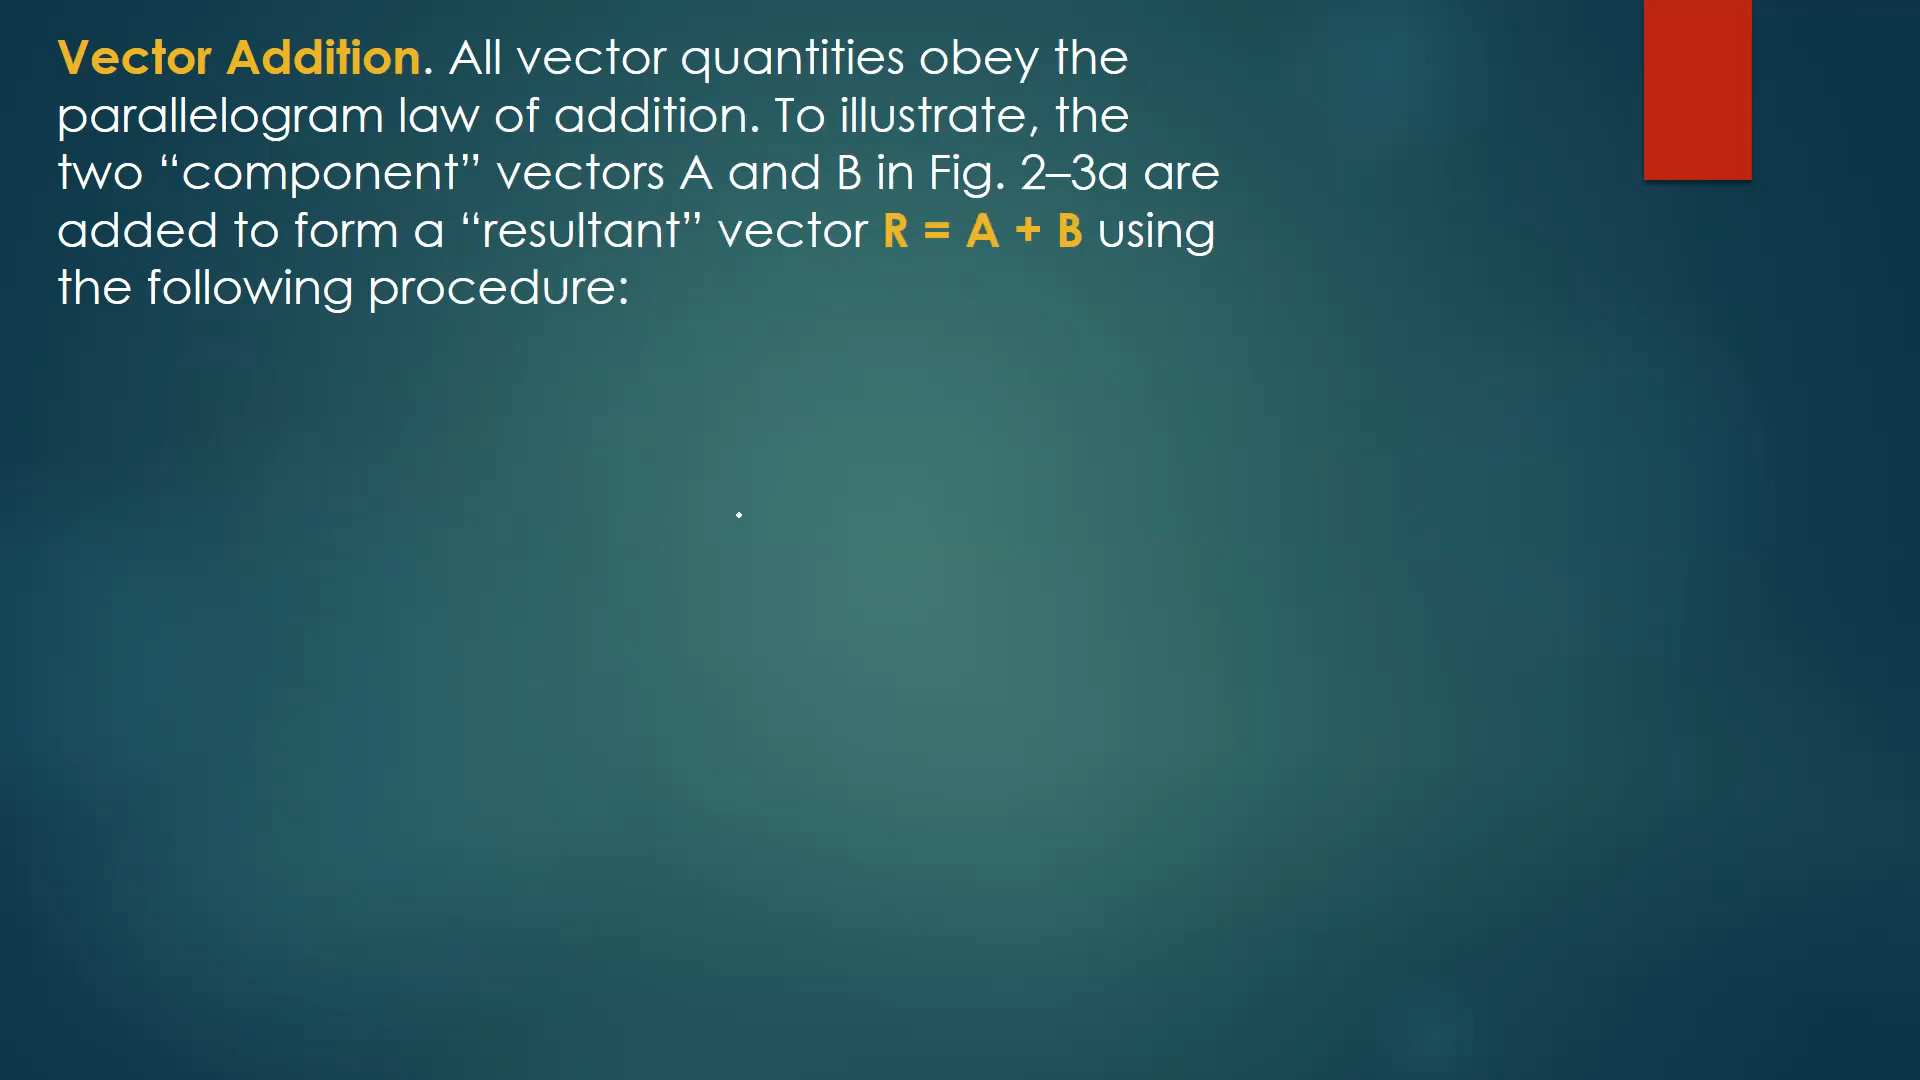 Vector Addition. All vector quantities obey the
parallelogram law of addition. To illustrate, the
two “component” vectors A and B in Fig. 2–3a are
added to form a “resultant” vector R = A + B using
the following procedure: